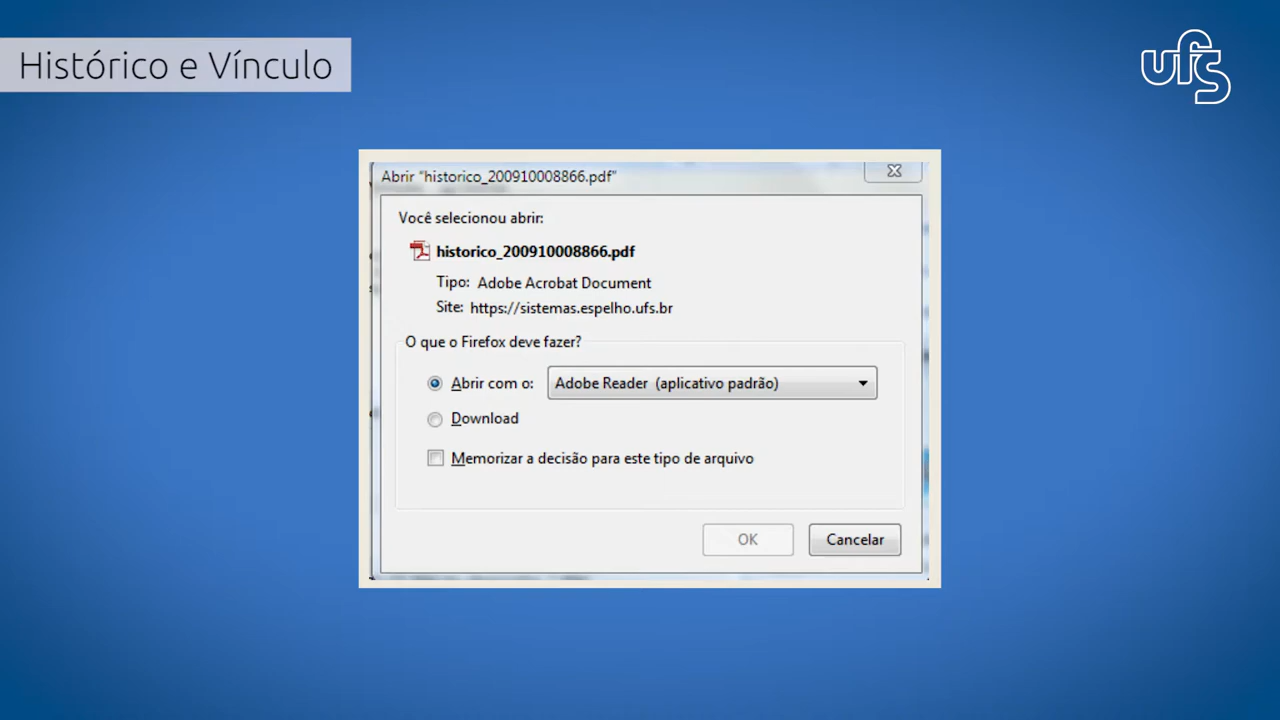 Histórico e Vínculo
ufs
Abrir "historico_200910008866.pdf"
Você selecionou abrir:
historico_200910008866.pdf
Tipo: Adobe Acrobat Document
Site: https://sistemas.espelho.ufs.br
O que o Firefox deve fazer?
Abrir com o: Adobe Reader (aplicativo padrão)
Download
Memorizar a decisão para este tipo de arquivo
OK Cancelar